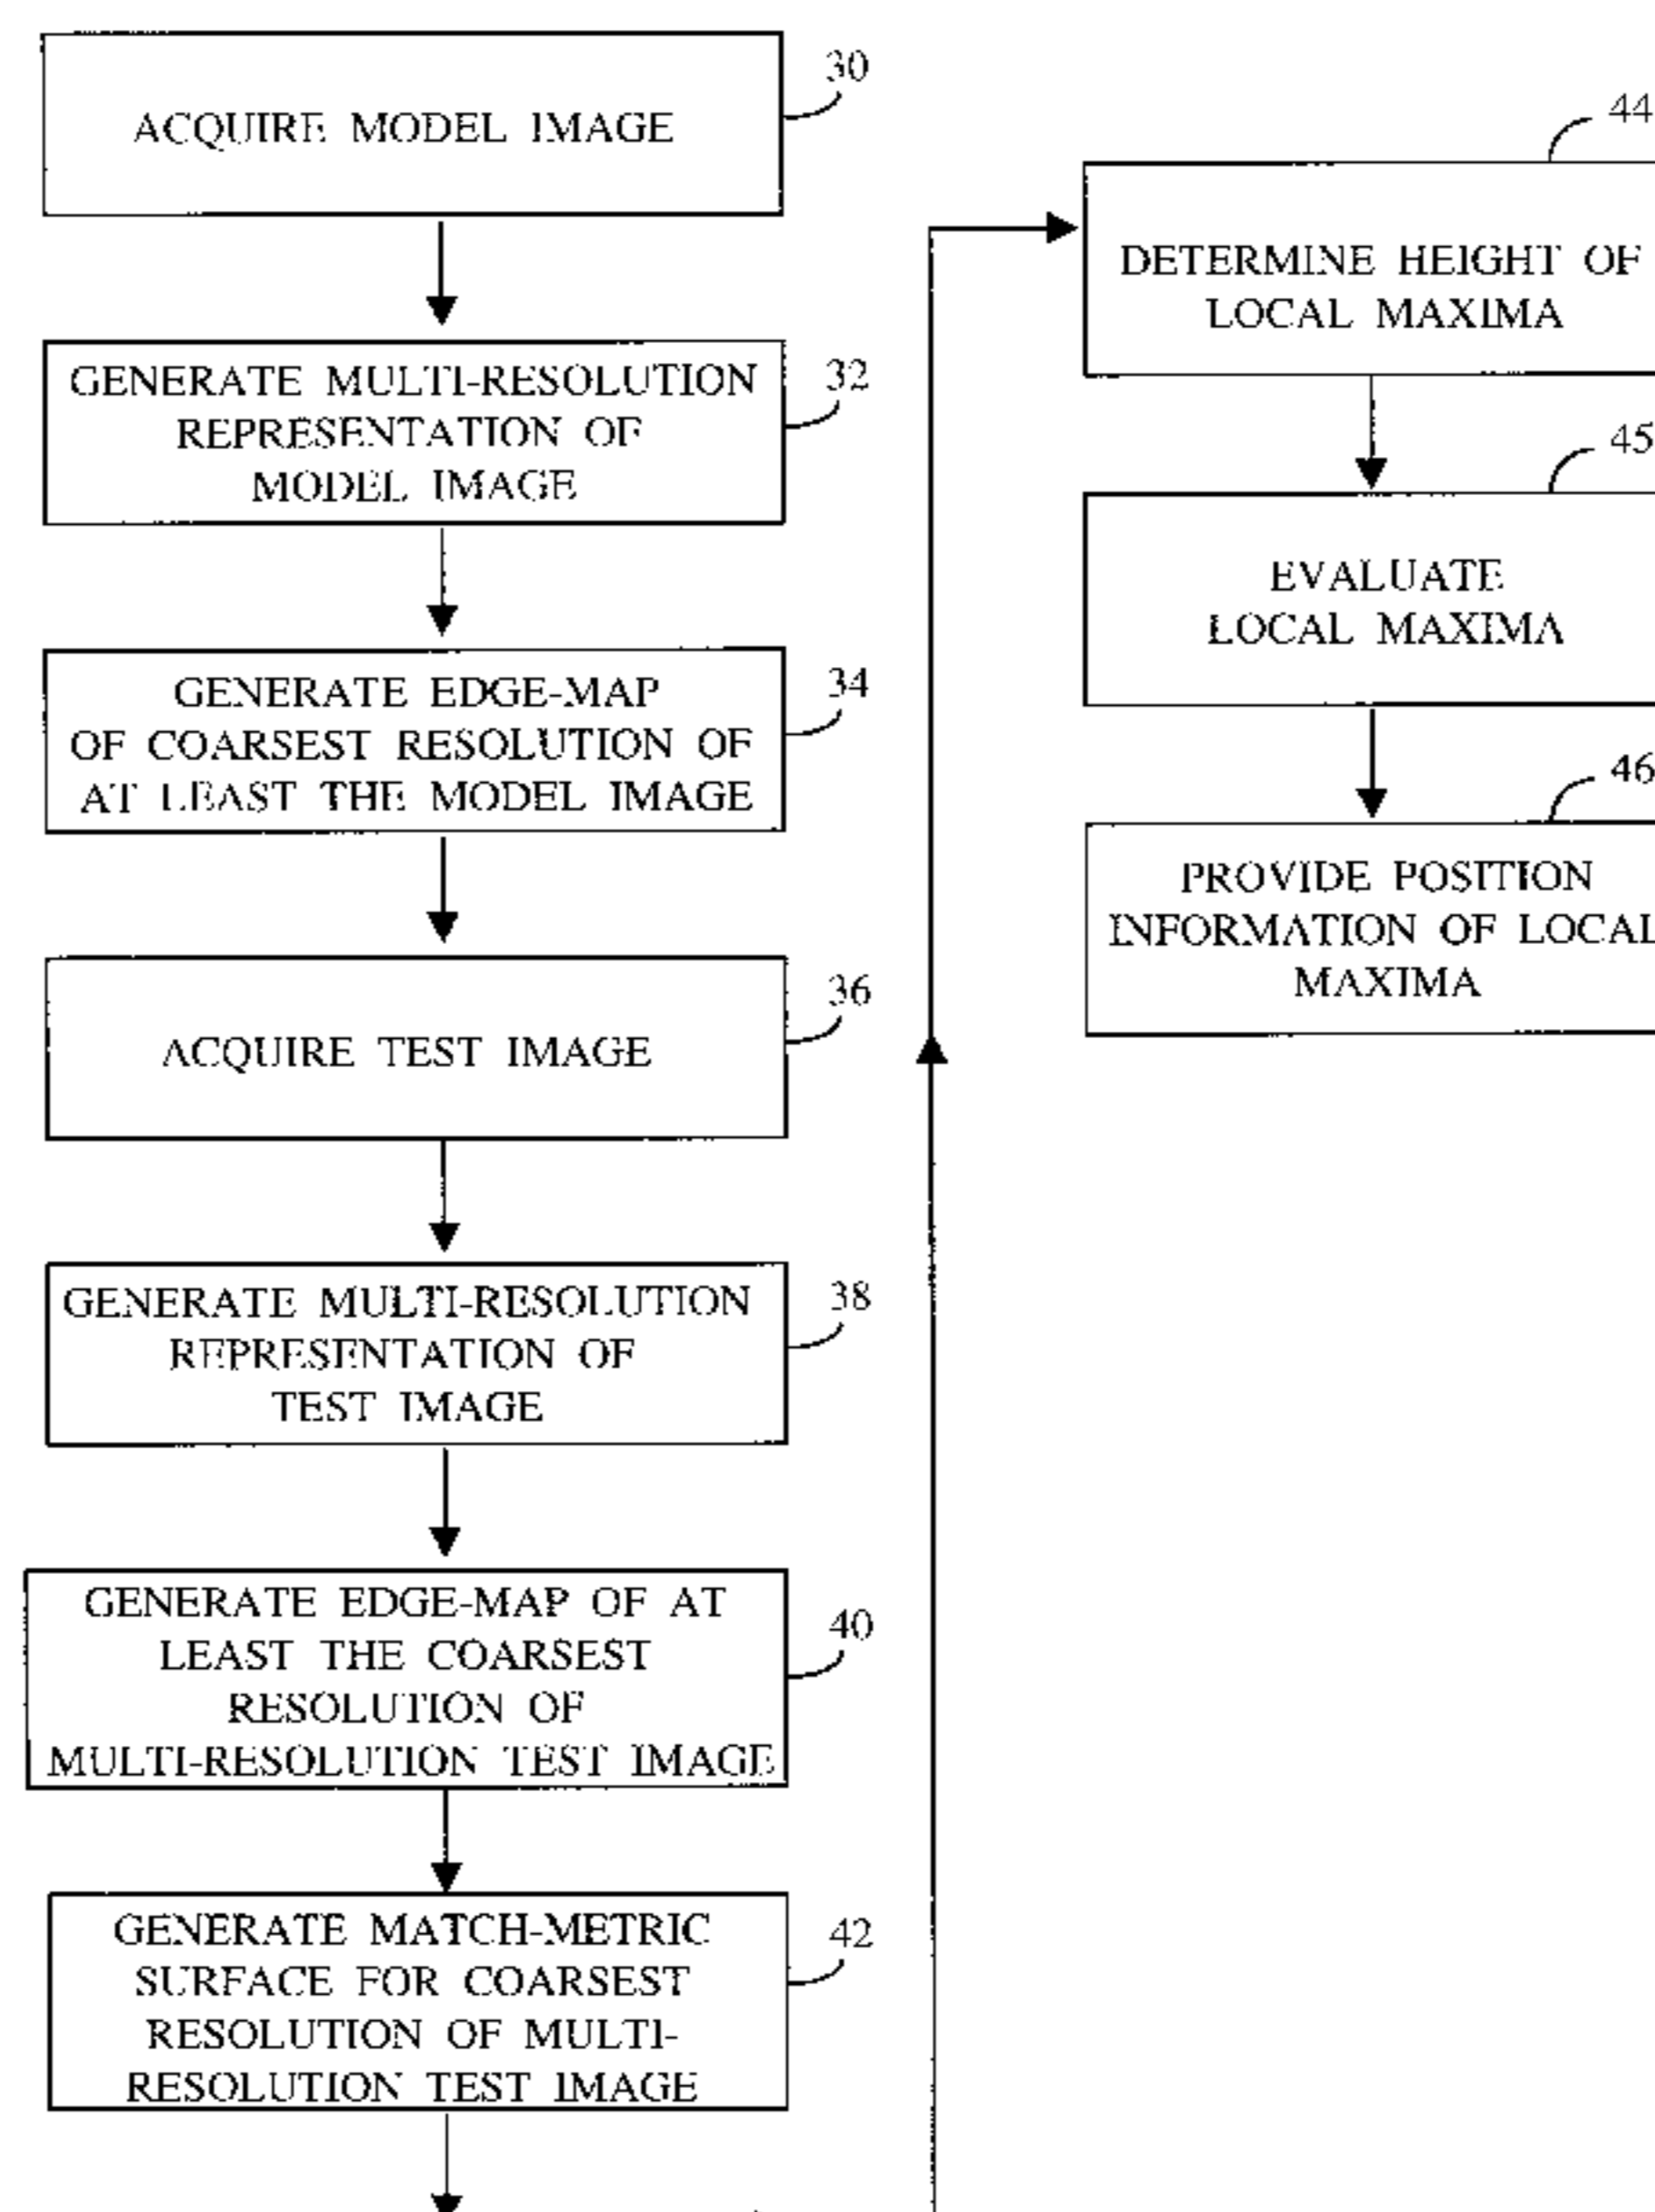 30
ACQUIRE MODEL IMAGE
32
GENERATE MULTI-RESOLUTION
REPRESENTATION OF
MODEL IMAGE
34
GENERATE EDGE-MAP
OF COARSEST RESOLUTION OF
AT LEAST THE MODEL IMAGE
36
ACQUIRE TEST IMAGE
38
GENERATE MULTI-RESOLUTION
REPRESENTATION OF
TEST IMAGE
40
GENERATE EDGE-MAP OF AT
LEAST THE COARSEST
RESOLUTION OF
MULTI-RESOLUTION TEST IMAGE
42
GENERATE MATCH-METRIC
SURFACE FOR COARSEST
RESOLUTION OF MULTI-
RESOLUTION TEST IMAGE
44
DETERMINE HEIGHT OF
LOCAL MAXIMA
45
EVALUATE
LOCAL MAXIMA
46
PROVIDE POSITION
INFORMATION OF LOCAL
MAXIMA